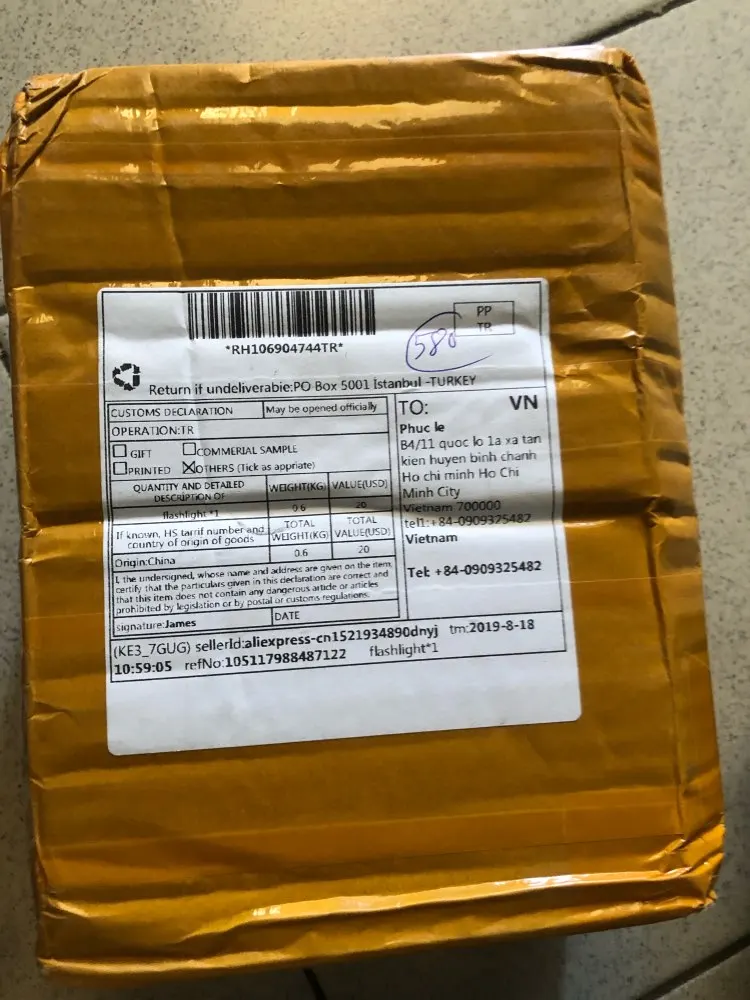 PP
TR
*RH106904744TR*
580
Return if undeliverabie:PO Box 5001 İstanbul -TURKEY
CUSTOMS DECLARATION May be opened officially
OPERATION:TR
GIFT COMMERIAL SAMPLE
PRINTED OTHERS (Tick as appriate)
QUANTITY AND DETAILED DESCRIPTION OF WEIGHT(KG) VALUE(USD)
flashlight*1 0.6 20
If known, HS tarrif number and country of origin of goods TOTAL WEIGHT(KG) TOTAL VALUE(USD)
Origin:China 0.6 20
I, the undersigned, whose name and address are given on the item,
certify that the particulars given in this declaration are correct and
that this item does not contain any dangerous artide or articles
prohibited by legislation or by postal or customs regulations.
signature:James DATE
TO: VN
Phuc le
B4/11 quoc lo 1a xa tan
kien huyen binh chanh
Ho chi minh Ho Chi
Minh City
Vietnam 700000
tel1:+84-0909325482
Vietnam
Tel: +84-0909325482
(KE3_7GUG) sellerId:aliexpress-cn1521934890dnyj tm:2019-8-18
10:59:05 refNo:105117988487122 flashlight*1